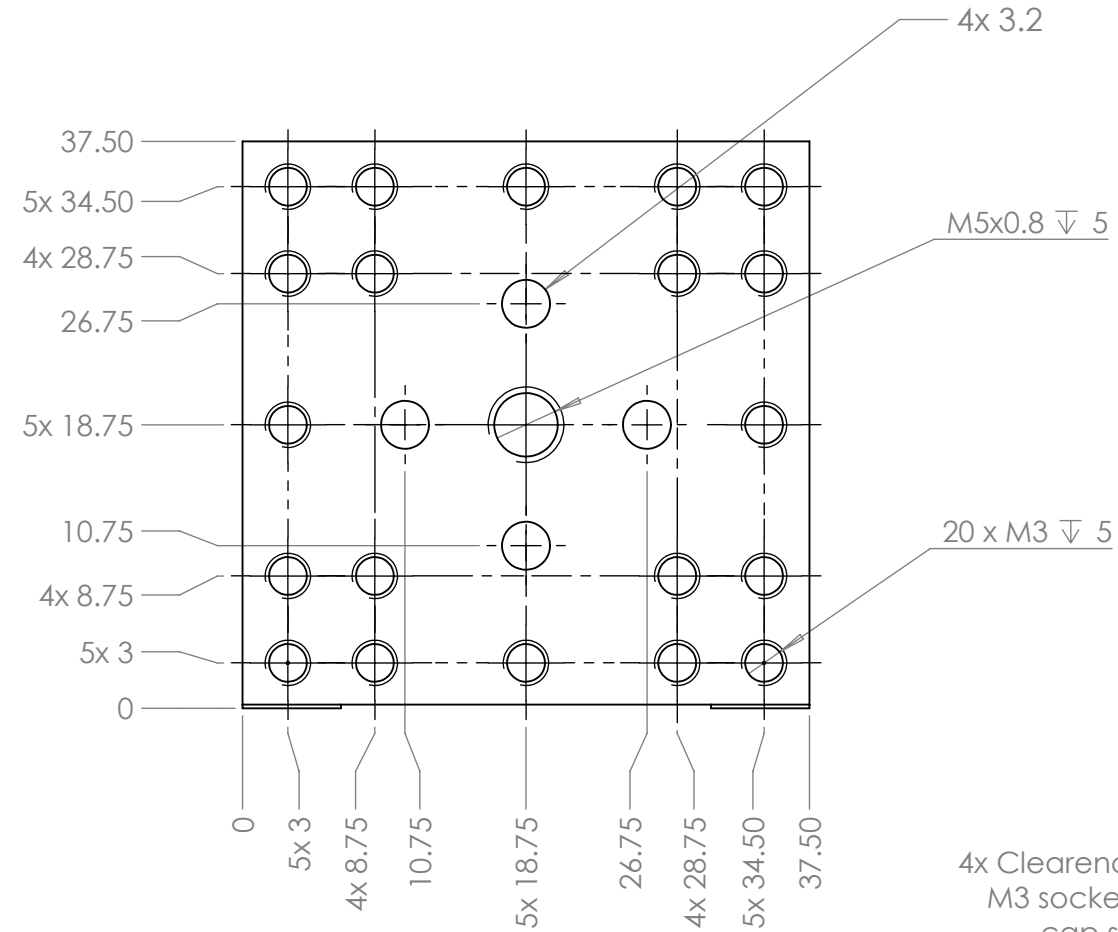 4x 3.2
37.50
5x 34.50
4x 28.75
26.75
5x 18.75
10.75
4x 8.75
5x 3
0
M5x0.8 ↧ 5
20 x M3 ↧ 5
0
5x 3
4x 8.75
10.75
5x 18.75
26.75
4x 28.75
5x 34.50
37.50
4x Clearenc
M3 socke
cap s